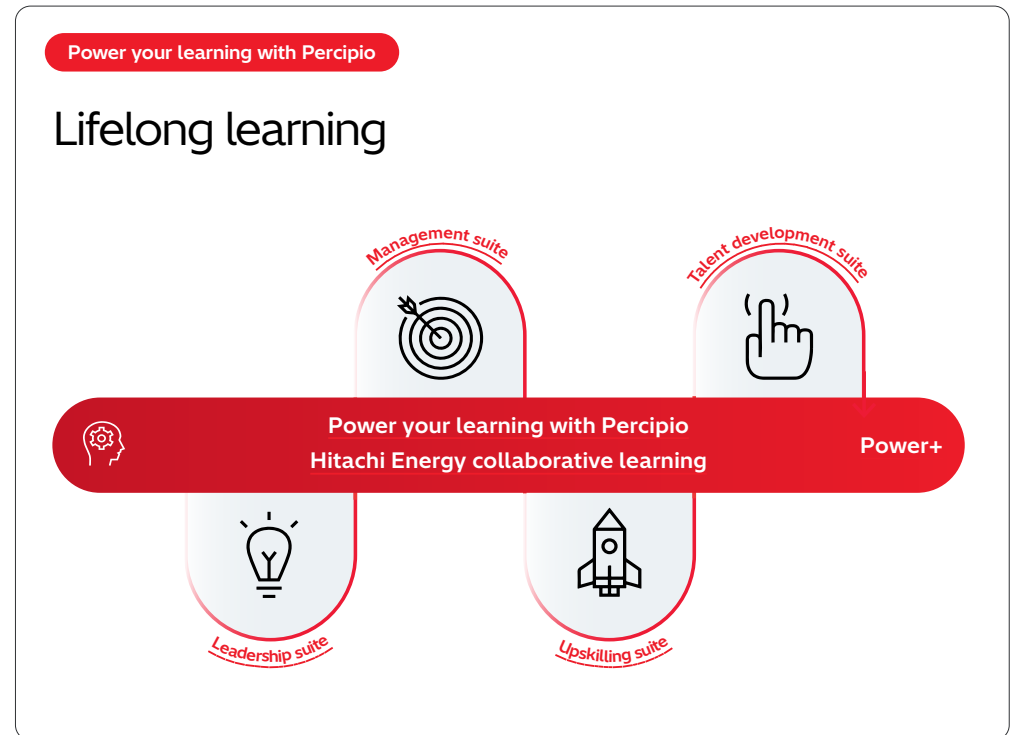 Power your learning with Percipio
Lifelong learning
Management suite
Talent development suite
Power your learning with Percipio
Hitachi Energy collaborative learning
Power+
Leadership suite
Upskilling suite